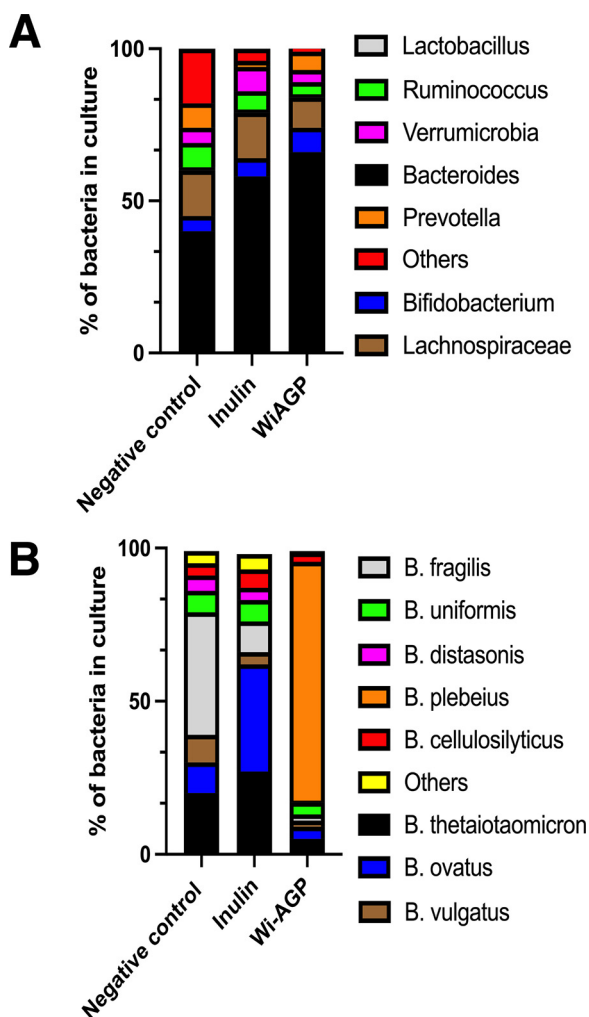 A
% of bacteria in culture
100
50
0
Negative control
Inulin
WiAGP
Lactobacillus
Ruminococcus
Verrumicrobia
Bacteroides
Prevotella
Others
Bifidobacterium
Lachnospiraceae
B
% of bacteria in culture
100
50
0
Negative control
Inulin
Wi-AGP
B. fragilis
B. uniformis
B. distasonis
B. plebeius
B. cellulosilyticus
Others
B. thetaiotaomicron
B. ovatus
B. vulgatus